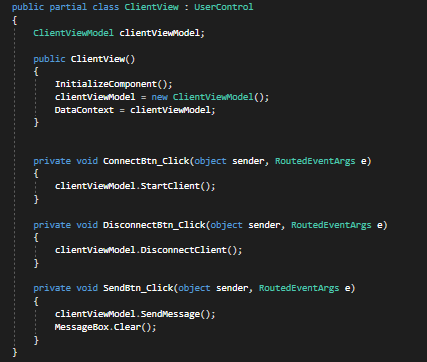 public partial class ClientView : UserControl
{
    ClientViewModel clientViewModel;

    public ClientView()
    {
        InitializeComponent();
        clientViewModel = new ClientViewModel();
        DataContext = clientViewModel;
    }


    private void ConnectBtn_Click(object sender, RoutedEventArgs e)
    {
        clientViewModel.StartClient();
    }

    private void DisconnectBtn_Click(object sender, RoutedEventArgs e)
    {
        clientViewModel.DisconnectClient();
    }

    private void SendBtn_Click(object sender, RoutedEventArgs e)
    {
        clientViewModel.SendMessage();
        MessageBox.Clear();
    }
}